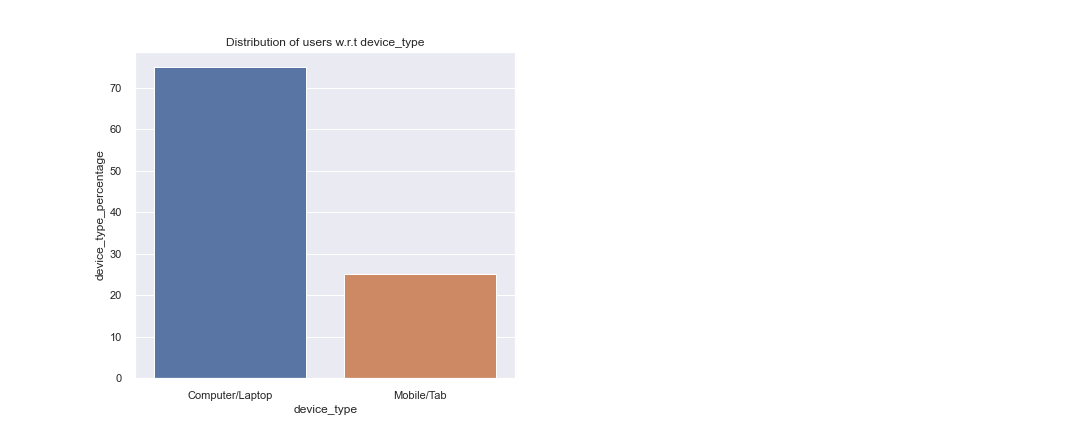 Distribution of users w.r.t device_type
device_type_percentage
70
60
50
40
30
20
10
0
Computer/Laptop
Mobile/Tab
device_type